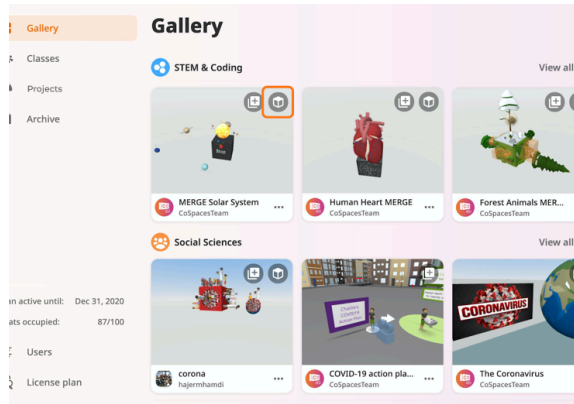 Gallery
Gallery
Classes
Projects
Archive
STEM & Coding
View all
MERGE Solar System
CoSpacesTeam
Human Heart MERGE
CoSpacesTeam
Forest Animals MER...
CoSpacesTeam
Social Sciences
View all
CORONAVIRUS
corona
hajermhamdi
COVID-19 action pla...
CoSpacesTeam
The Coronavirus
CoSpacesTeam
an active until: Dec 31, 2020
ats occupied: 87/100
Users
License plan